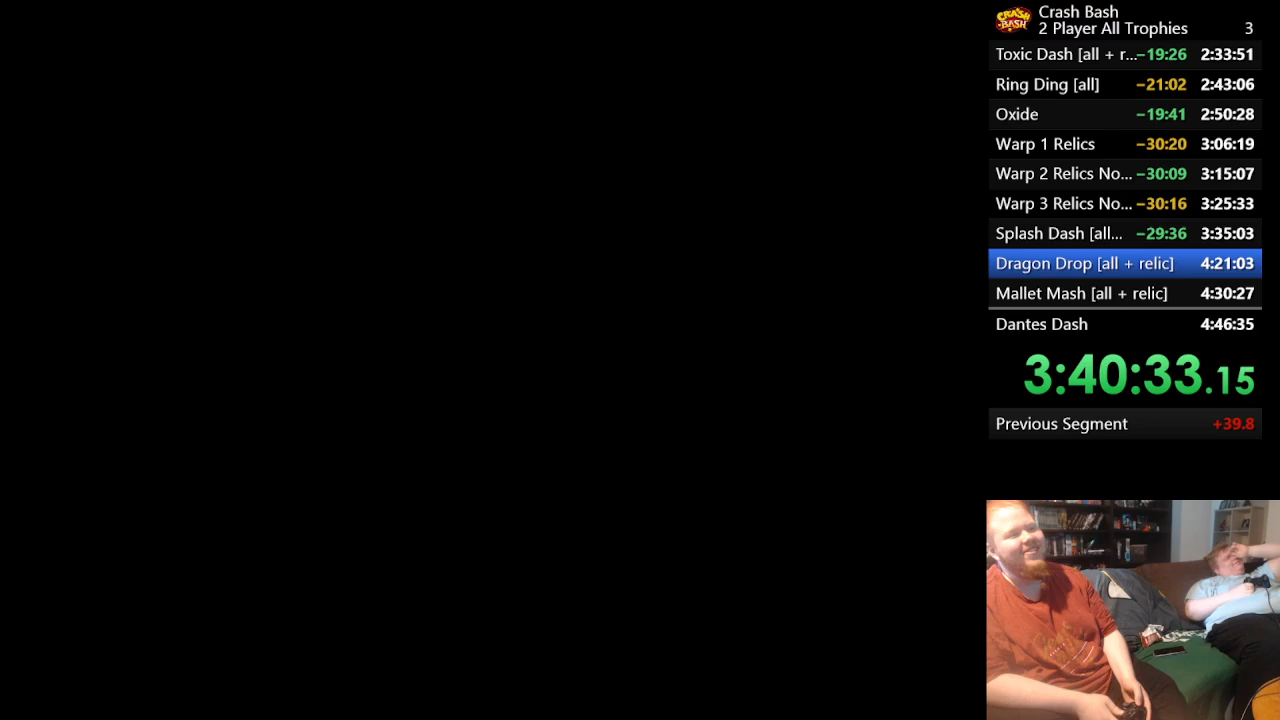 Crash Bash
2 Player All Trophies 3
Toxic Dash [all + r... −19:26 2:33:51
Ring Ding [all] −21:02 2:43:06
Oxide −19:41 2:50:28
Warp 1 Relics −30:20 3:06:19
Warp 2 Relics No... −30:09 3:15:07
Warp 3 Relics No... −30:16 3:25:33
Splash Dash [all... −29:36 3:35:03
Dragon Drop [all + relic] 4:21:03
Mallet Mash [all + relic] 4:30:27
Dantes Dash 4:46:35
3:40:33.15
Previous Segment +39.8
CRASH
BASH